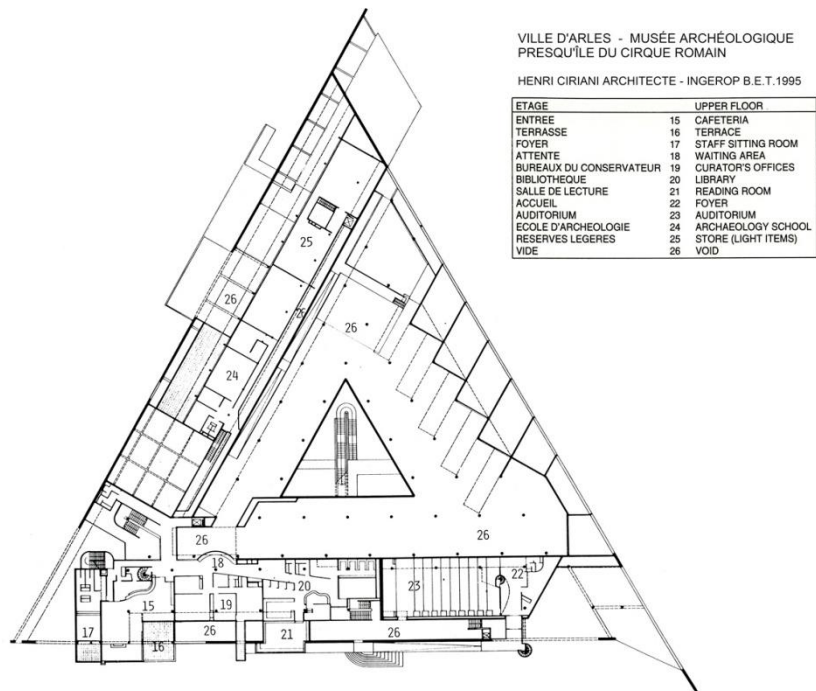 VILLE D'ARLES - MUSÉE ARCHÉOLOGIQUE
PRESQU'ÎLE DU CIRQUE ROMAIN
HENRI CIRIANI ARCHITECTE - INGEROP B.E.T.1995
ETAGE UPPER FLOOR
ENTREE 15 CAFETERIA
TERRASSE 16 TERRACE
FOYER 17 STAFF SITTING ROOM
ATTENTE 18 WAITING AREA
BUREAUX DU CONSERVATEUR 19 CURATOR'S OFFICES
BIBLIOTHEQUE 20 LIBRARY
SALLE DE LECTURE 21 READING ROOM
ACCUEIL 22 FOYER
AUDITORIUM 23 AUDITORIUM
ECOLE D'ARCHEOLOGIE 24 ARCHAEOLOGY SCHOOL
RESERVES LEGERES 25 STORE (LIGHT ITEMS)
VIDE 26 VOID
25
26
26
26
24
26
26
18
20
23
22
15
19
17
16
26
21
26